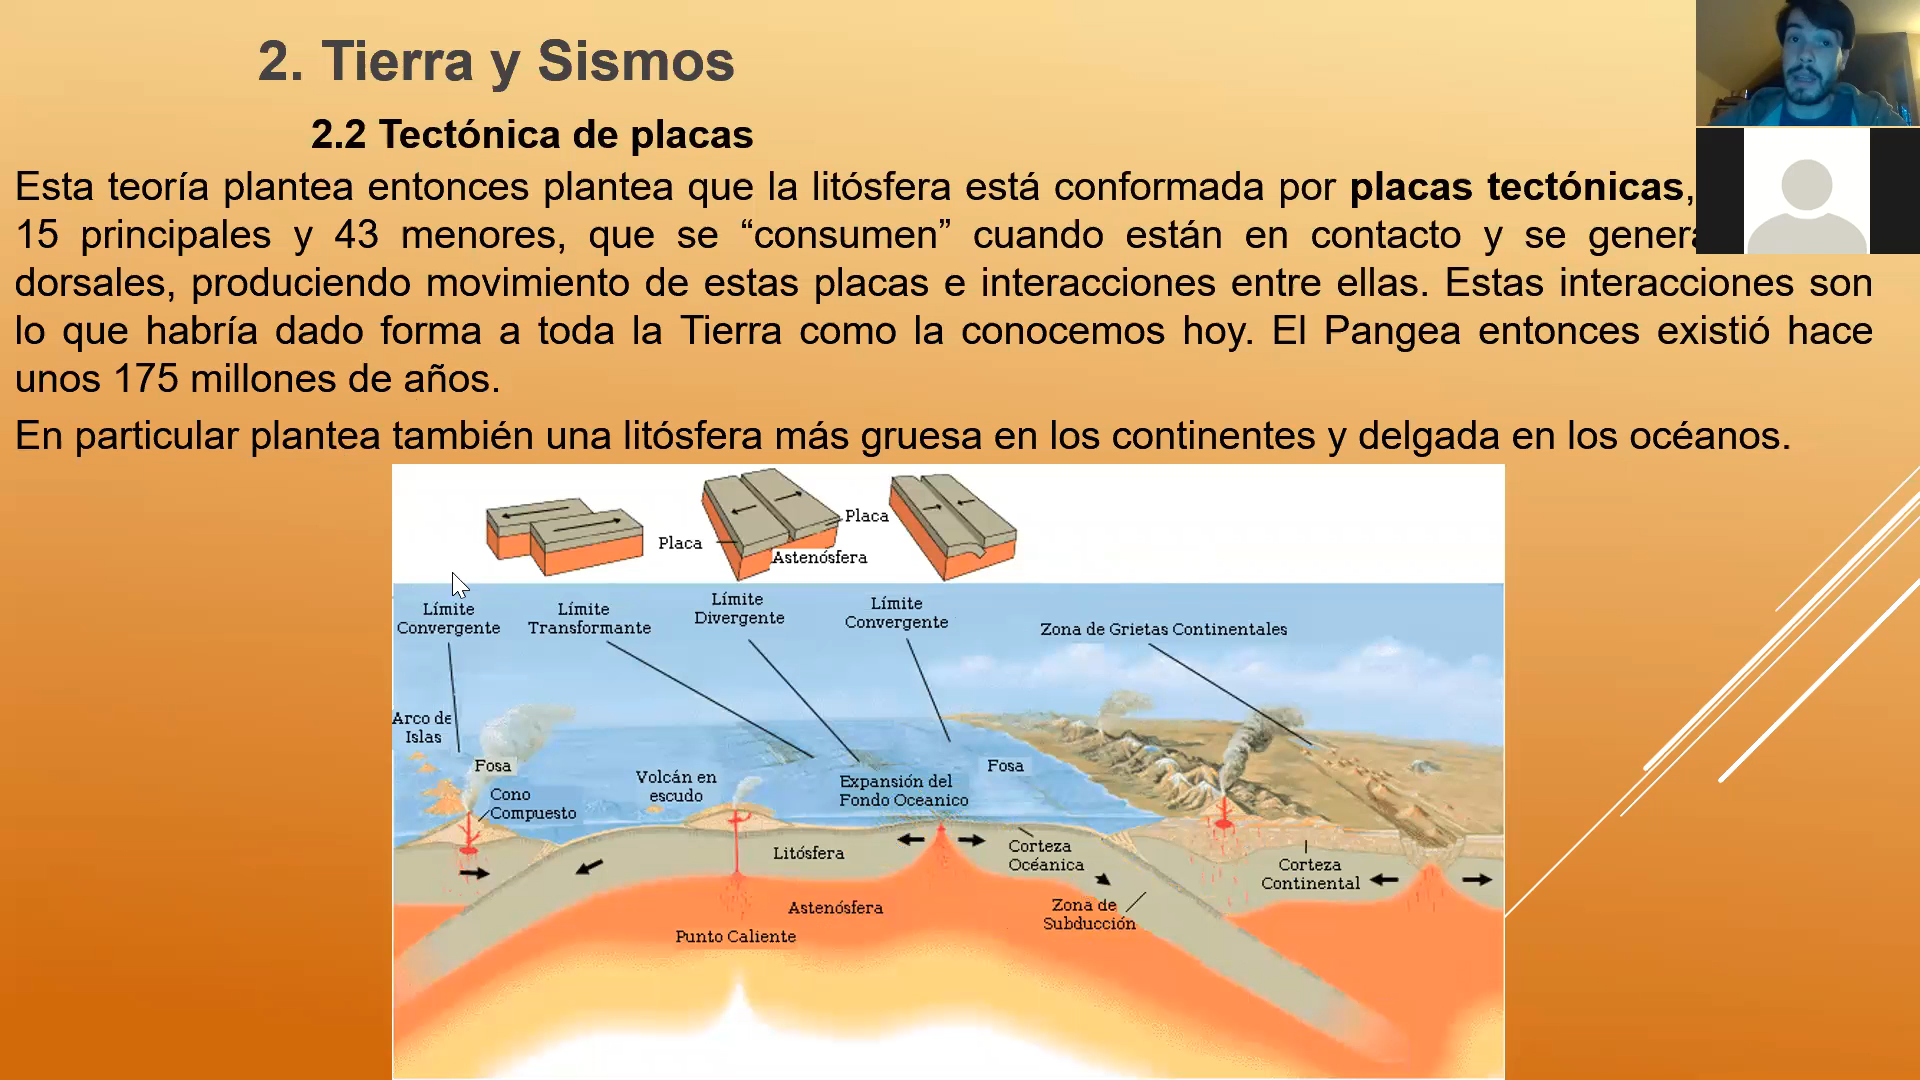 2. Tierra y Sismos
2.2 Tectónica de placas
Esta teoría plantea entonces plantea que la litósfera está conformada por placas tectónicas,
15 principales y 43 menores, que se “consumen” cuando están en contacto y se genera
dorsales, produciendo movimiento de estas placas e interacciones entre ellas. Estas interacciones son
lo que habría dado forma a toda la Tierra como la conocemos hoy. El Pangea entonces existió hace
unos 175 millones de años.
En particular plantea también una litósfera más gruesa en los continentes y delgada en los océanos.
Placa
Placa
Astenósfera
Límite
Convergente
Límite
Transformante
Límite
Divergente
Límite
Convergente
Zona de Grietas Continentales
Arco de
Islas
Fosa
Cono
Compuesto
Volcán en
escudo
Expansión del
Fondo Oceanico
Fosa
Litósfera
Corteza
Océanica
Corteza
Continental
Astenósfera
Zona de
Subducción
Punto Caliente